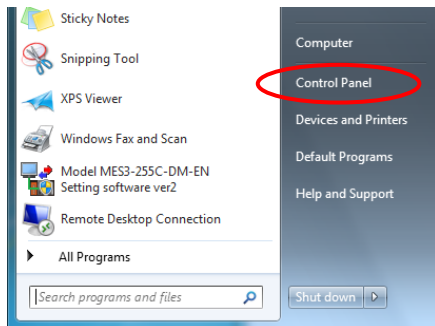 Sticky Notes
Snipping Tool
XPS Viewer
Windows Fax and Scan
Model MES3-255C-DM-EN
Setting software ver2
Remote Desktop Connection
All Programs
Search programs and files
Computer
Control Panel
Devices and Printers
Default Programs
Help and Support
Shut down